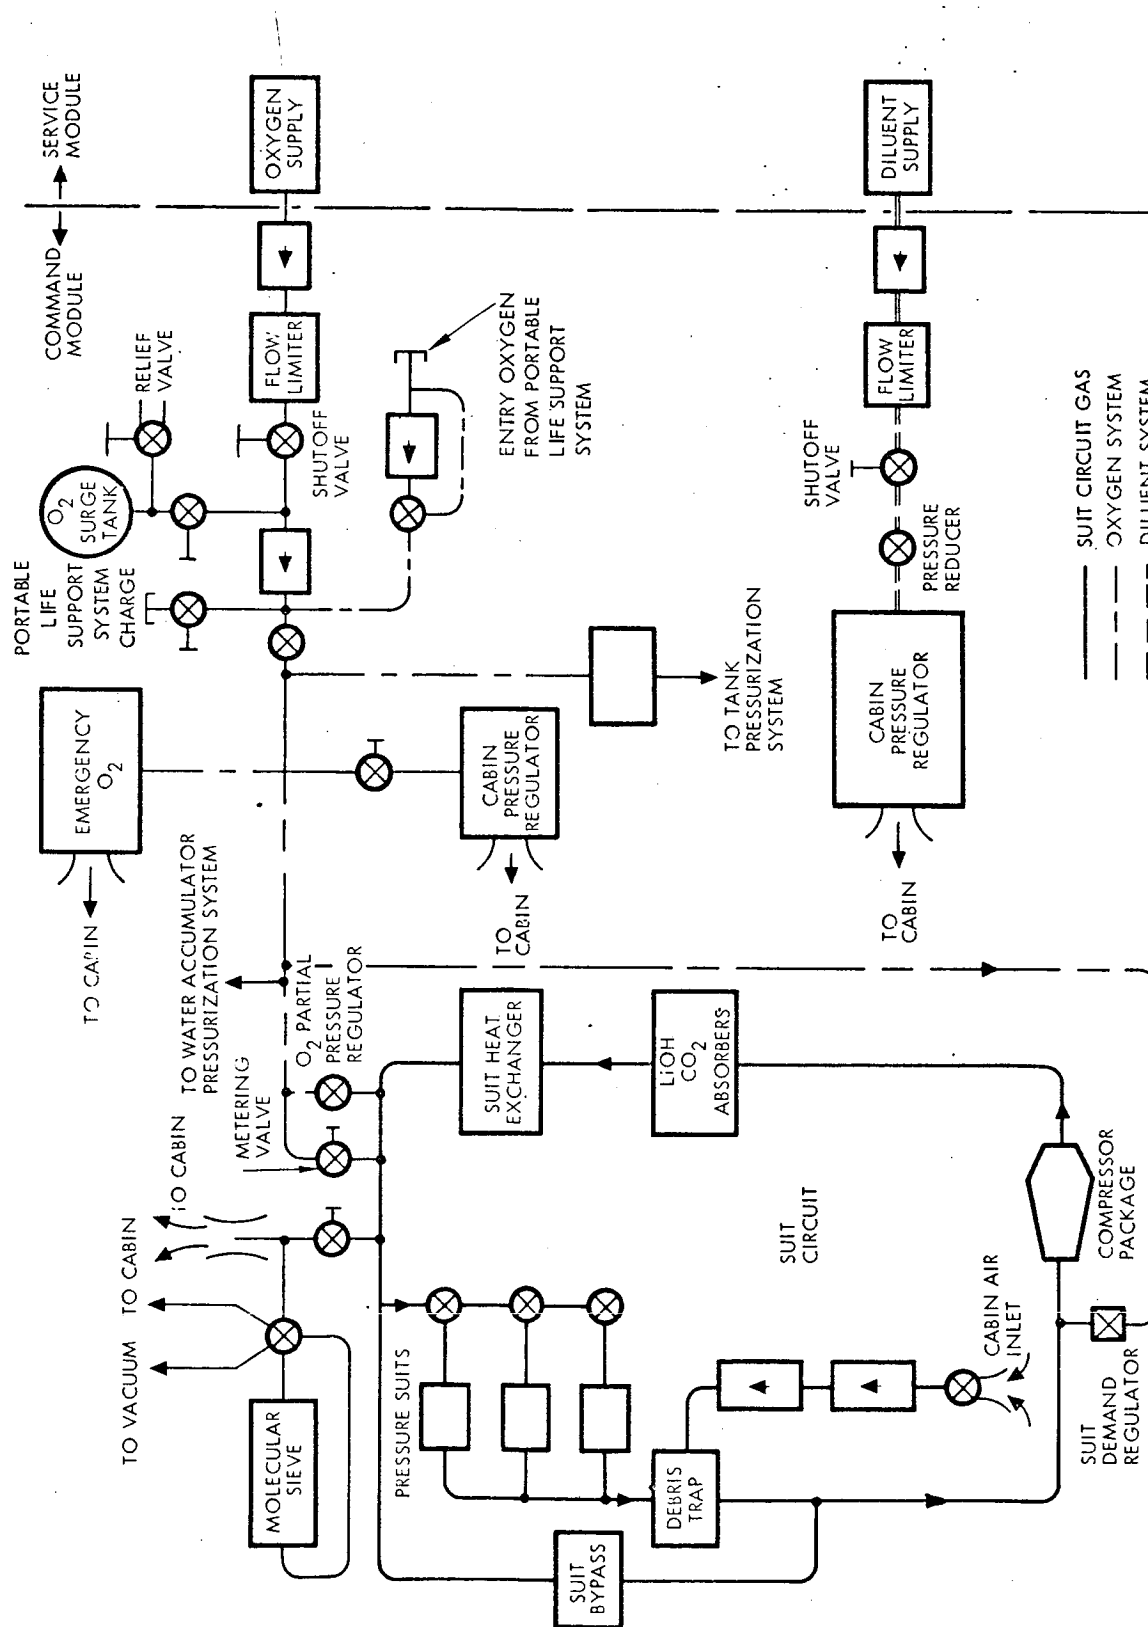 COMMAND
MODULE
SERVICE
MODULE
PORTABLE
LIFE
SUPPORT
SYSTEM
CHARGE
O2
SURGE
TANK
RELIEF
VALVE
OXYGEN
SUPPLY
FLOW
LIMITER
SHUTOFF
VALVE
ENTRY OXYGEN
FROM PORTABLE
LIFE SUPPORT
SYSTEM
EMERGENCY
O2
TO CABIN
TO WATER ACCUMULATOR
PRESSURIZATION SYSTEM
CABIN
PRESSURE
REGULATOR
TO
CABIN
TO TANK
PRESSURIZATION
SYSTEM
DILUENT
SUPPLY
FLOW
LIMITER
SHUTOFF
VALVE
PRESSURE
REDUCER
CABIN
PRESSURE
REGULATOR
TO
CABIN
TO VACUUM
TO CABIN
TO CABIN
METERING
VALVE
O2 PARTIAL
PRESSURE
REGULATOR
MOLECULAR
SIEVE
PRESSURE SUITS
SUIT HEAT
EXCHANGER
LiOH
CO2
ABSORBERS
SUIT
BYPASS
DEBRIS
TRAP
SUIT
CIRCUIT
CABIN AIR
INLET
SUIT
DEMAND
REGULATOR
COMPRESSOR
PACKAGE
SUIT CIRCUIT GAS
OXYGEN SYSTEM
DILUENT SYSTEM